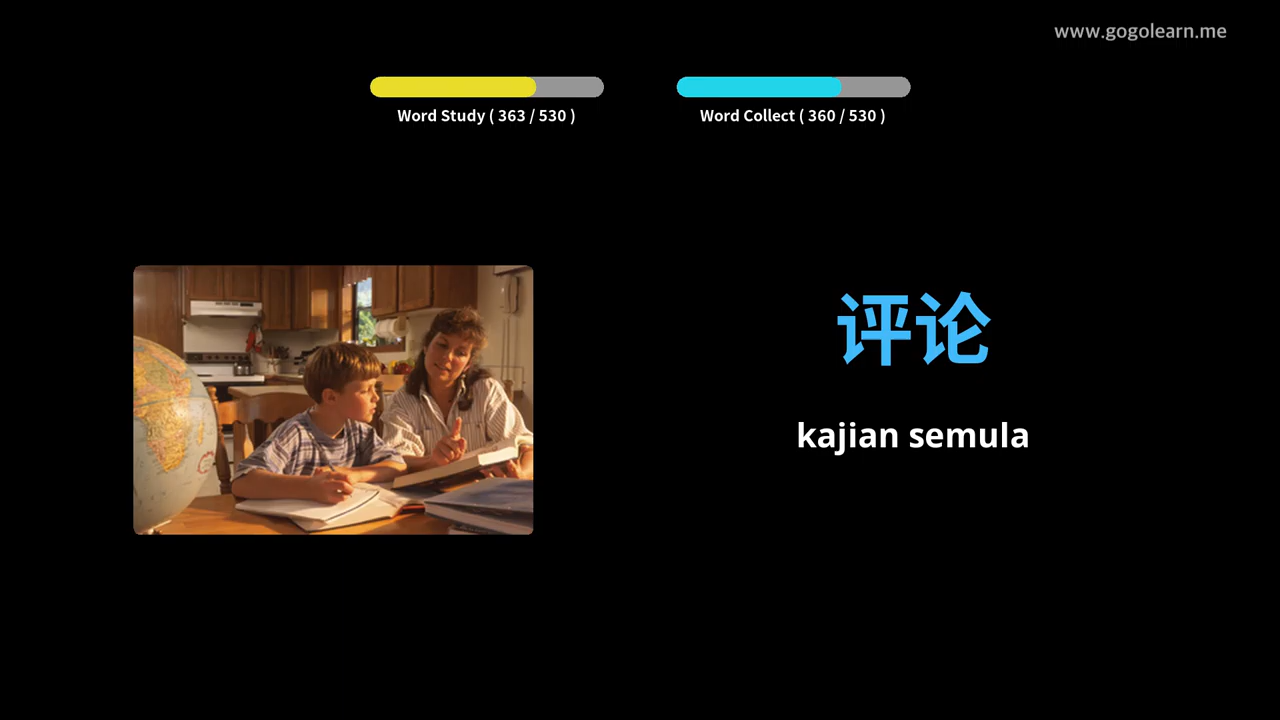 www.gogolearn.me
Word Study ( 363 / 530 )
Word Collect ( 360 / 530 )
评论
kajian semula